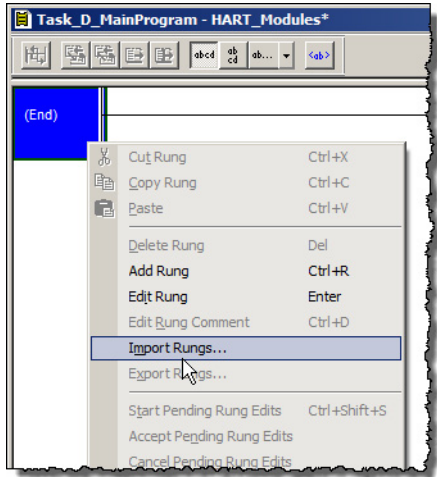 Task_D_MainProgram - HART_Modules*
abcd
ab cd
ab...
<ab>
(End)
Cut Rung Ctrl+X
Copy Rung Ctrl+C
Paste Ctrl+V
Delete Rung Del
Add Rung Ctrl+R
Edit Rung Enter
Edit Rung Comment Ctrl+D
Import Rungs...
Export Rungs...
Start Pending Rung Edits Ctrl+Shift+S
Accept Pending Rung Edits
Cancel Pending Rung Edits